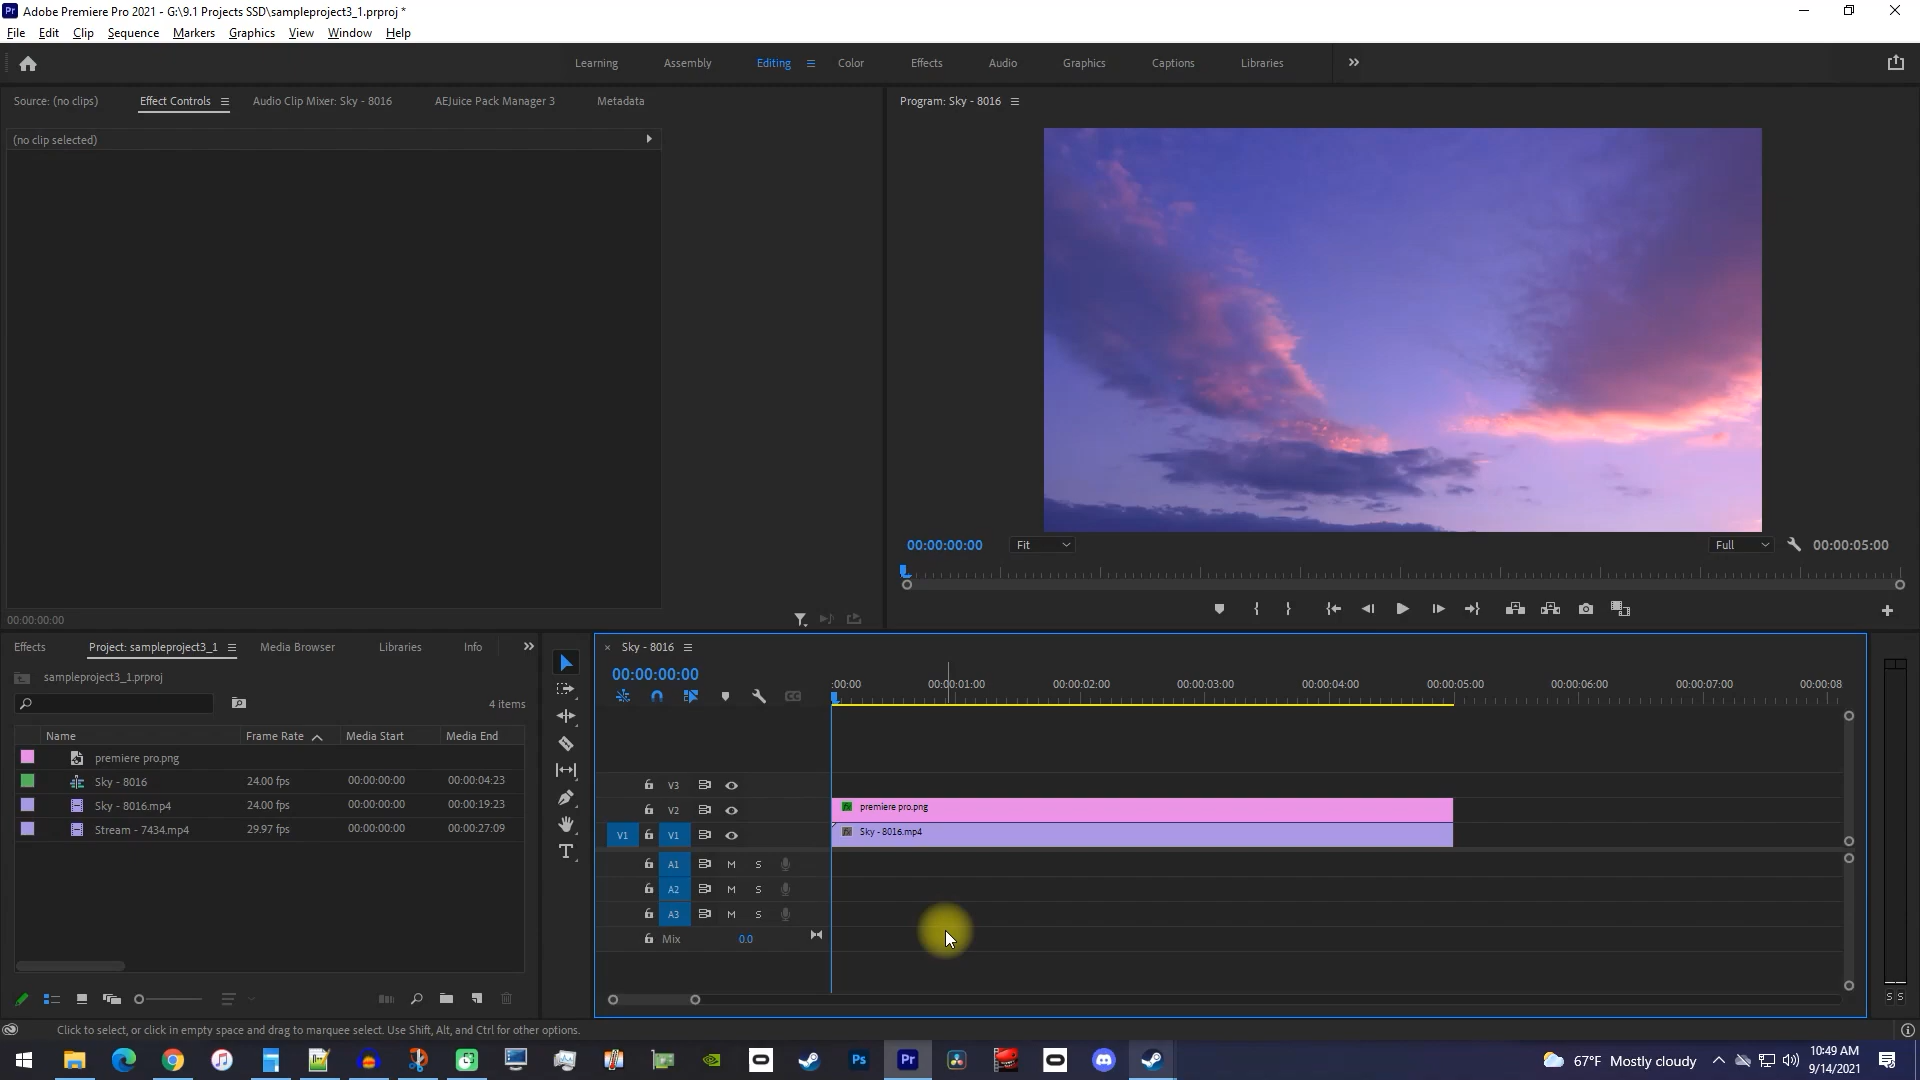 Pr Adobe Premiere Pro 2021 - G:\9.1 Projects SSD\sampleproject3_1.prproj *
File Edit Clip Sequence Markers Graphics View Window Help
Learning Assembly Editing Color Effects Audio Graphics Captions Libraries
Source: (no clips) Effect Controls Audio Clip Mixer: Sky - 8016 AEJuice Pack Manager 3 Metadata
Program: Sky - 8016
(no clip selected)
00:00:00:00 Fit Full 00:00:05:00
00:00:00:00
Effects Project: sampleproject3_1 Media Browser Libraries Info
Sky - 8016
sampleproject3_1.prproj
00:00:00:00
4 items
:00:00 00:00:01:00 00:00:02:00 00:00:03:00 00:00:04:00 00:00:05:00 00:00:06:00 00:00:07:00 00:00:08
Name Frame Rate Media Start Media End
premiere pro.png
Sky - 8016 24.00 fps 00:00:00:00 00:00:04:23
Sky - 8016.mp4 24.00 fps 00:00:00:00 00:00:19:23
Stream - 7434.mp4 29.97 fps 00:00:00:00 00:00:27:09
V3
V2 premiere pro.png
V1 V1 Sky - 8016.mp4
A1 M S
A2 M S
A3 M S
Mix 0.0
S S
Click to select, or click in empty space and drag to marquee select. Use Shift, Alt, and Ctrl for other options.
Ps Pr
67°F Mostly cloudy
10:49 AM
9/14/2021